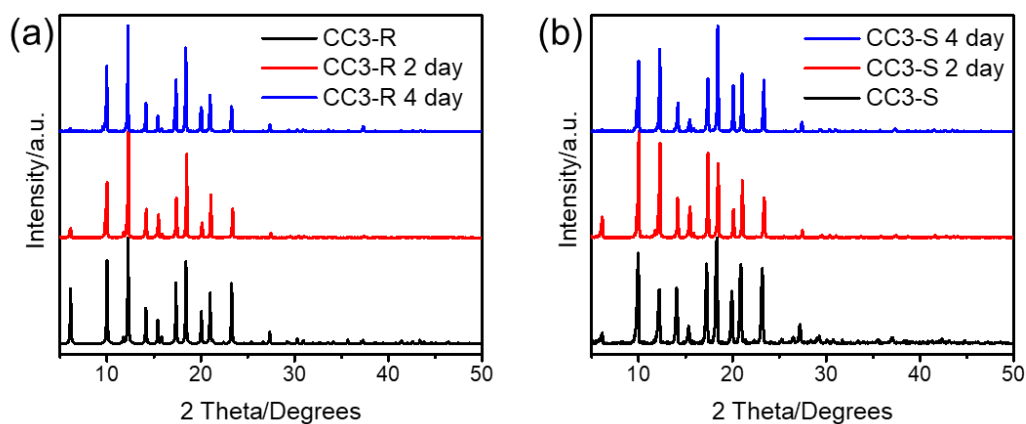 (a)
CC3-R
CC3-R 2 day
CC3-R 4 day
Intensity/a.u.
10 20 30 40 50
2 Theta/Degrees
(b)
CC3-S 4 day
CC3-S 2 day
CC3-S
Intensity/a.u.
10 20 30 40 50
2 Theta/Degrees